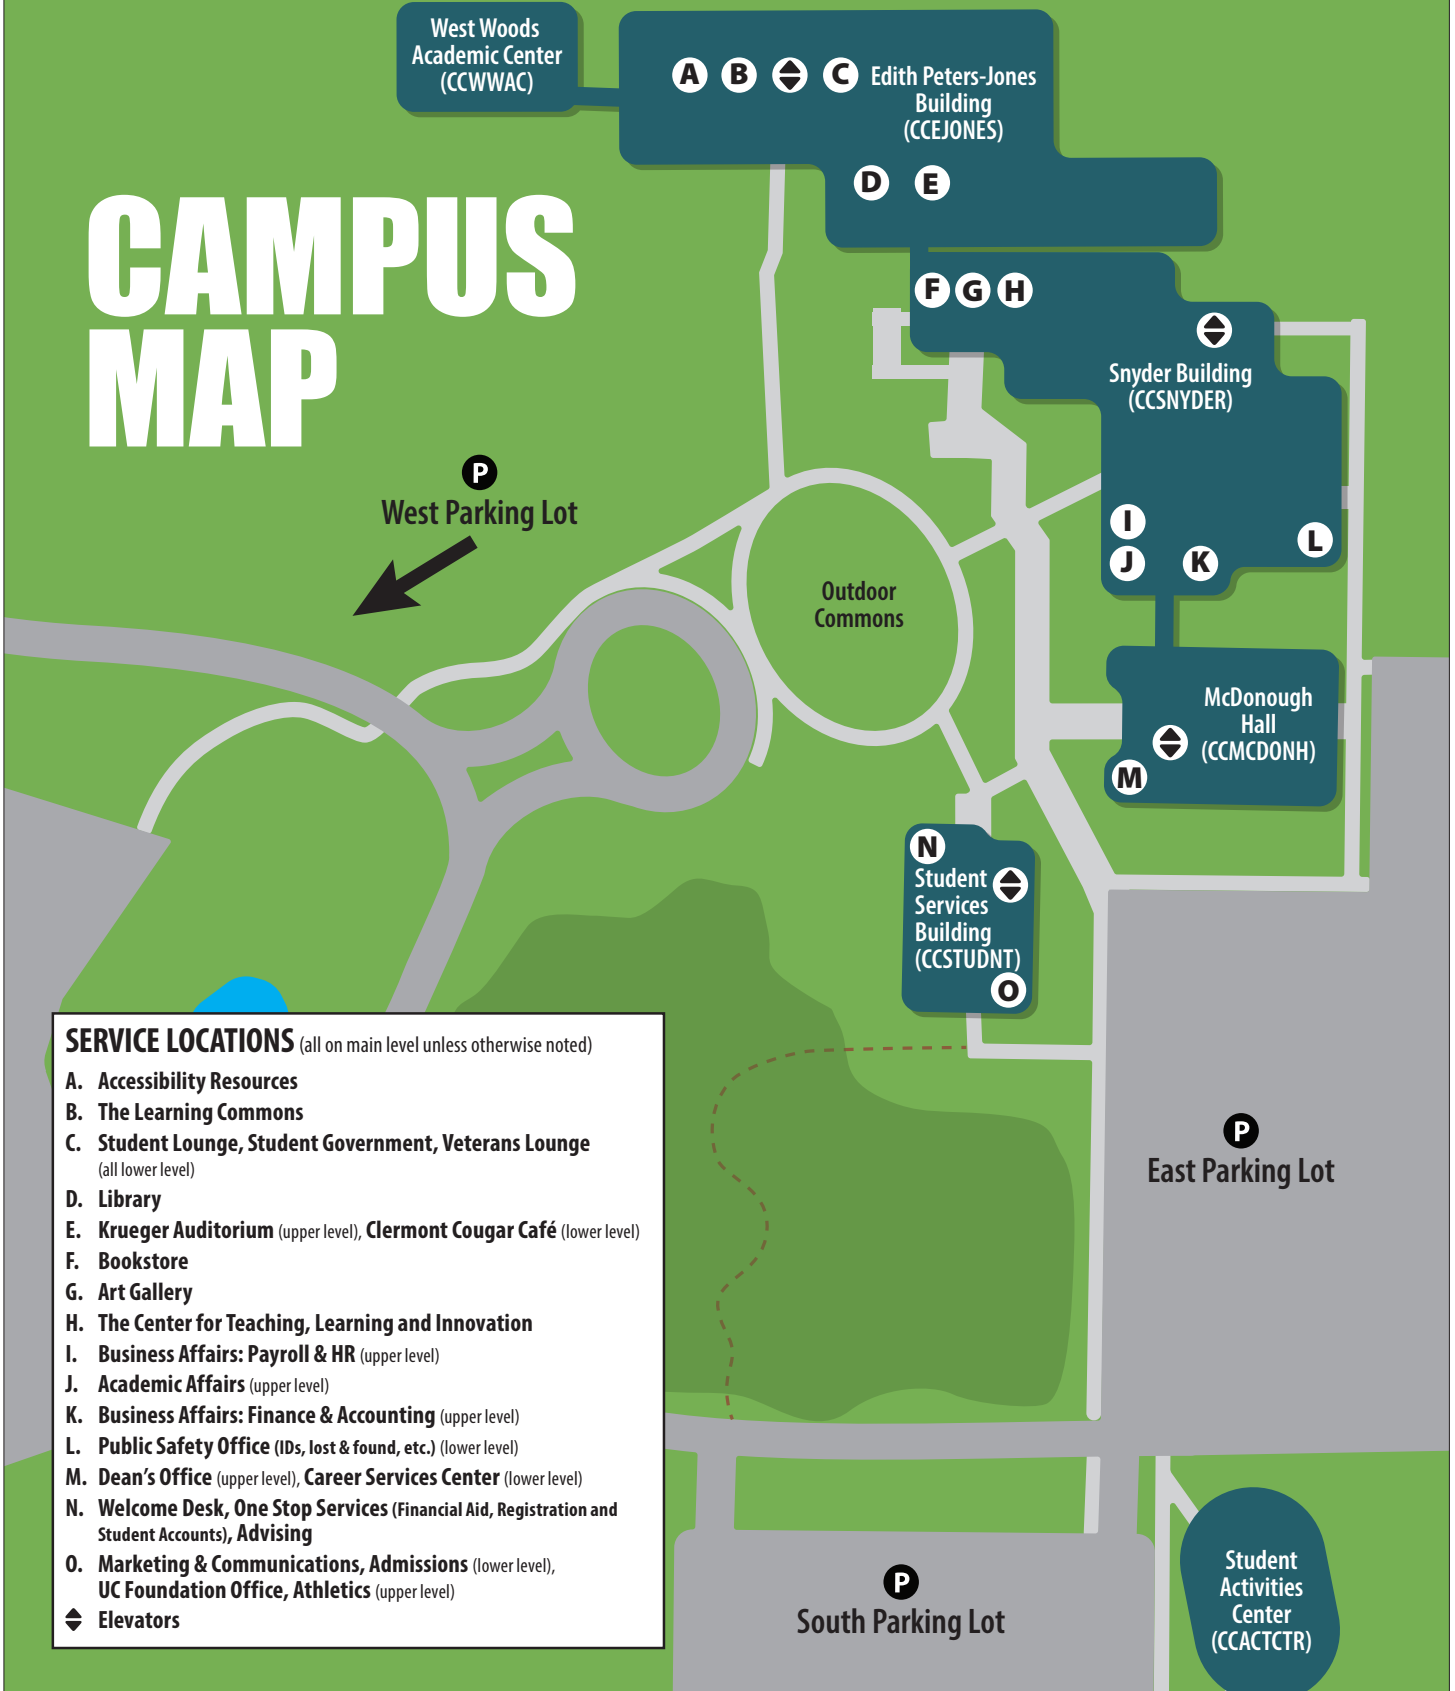 West Woods
Academic Center
(CCWWAC)
A B C Edith Peters-Jones
Building
(CCEJONES)
D E
CAMPUS
MAP
F G H
Snyder Building
(CCSNYDER)
P
West Parking Lot
I
J K L
Outdoor
Commons
McDonough
Hall
(CCMCDONH)
M
N
Student
Services
Building
(CCSTUDNT)
O
SERVICE LOCATIONS (all on main level unless otherwise noted)
A. Accessibility Resources
B. The Learning Commons
C. Student Lounge, Student Government, Veterans Lounge
(all lower level)
D. Library
E. Krueger Auditorium (upper level), Clermont Cougar Café (lower level)
F. Bookstore
G. Art Gallery
H. The Center for Teaching, Learning and Innovation
I. Business Affairs: Payroll & HR (upper level)
J. Academic Affairs (upper level)
K. Business Affairs: Finance & Accounting (upper level)
L. Public Safety Office (IDs, lost & found, etc.) (lower level)
M. Dean's Office (upper level), Career Services Center (lower level)
N. Welcome Desk, One Stop Services (Financial Aid, Registration and
Student Accounts), Advising
O. Marketing & Communications, Admissions (lower level),
UC Foundation Office, Athletics (upper level)
Elevators
P
East Parking Lot
P
South Parking Lot
Student
Activities
Center
(CCACTCTR)